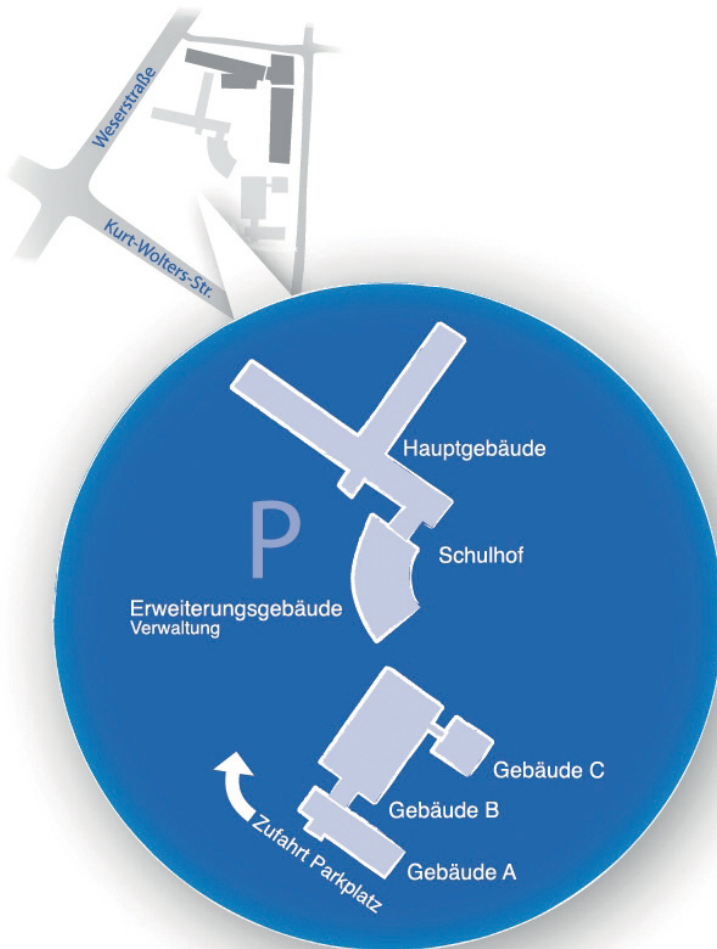 Weserstraße
Kurt-Wolters-Str.
Hauptgebäude
P
Schulhof
Erweiterungsgebäude
Verwaltung
Gebäude C
Gebäude B
Zufahrt Parkplatz
Gebäude A